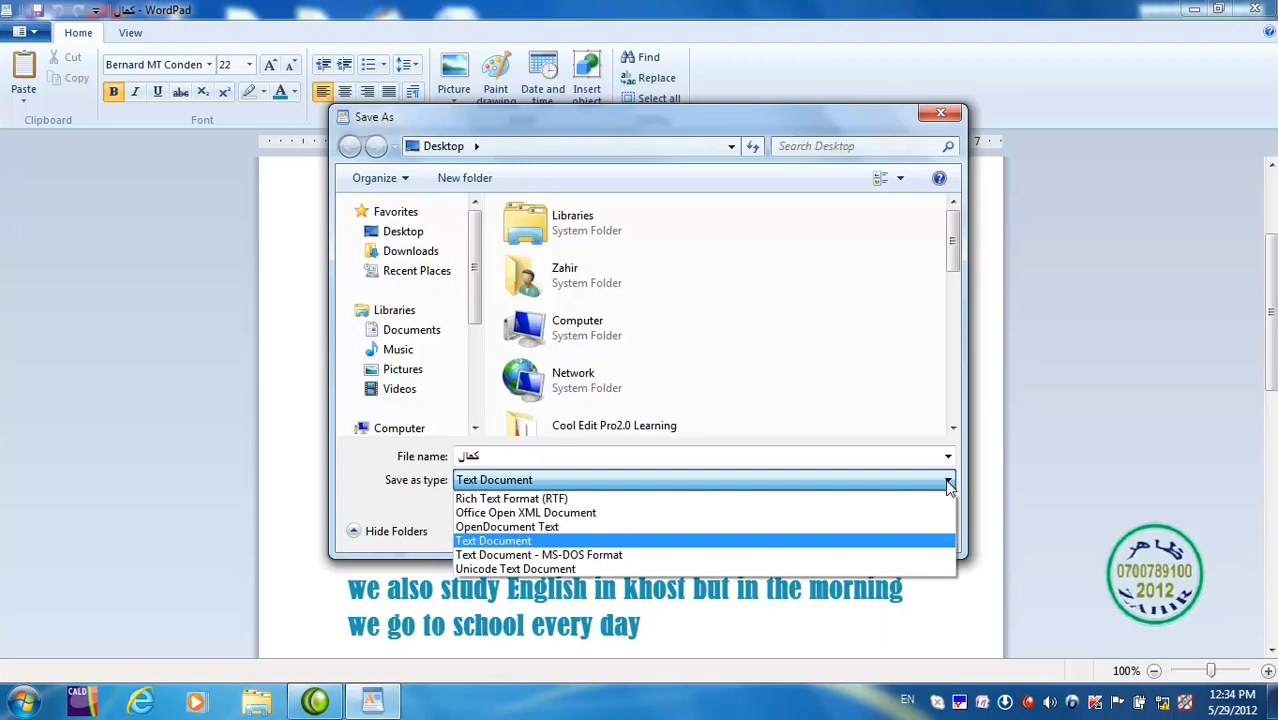 كمال - WordPad
Home
View
Paste
Cut
Copy
Clipboard
Bernard MT Conden
22
B I U abc X₂ X²
Font
Picture
Paint drawing
Date and time
Insert object
Find
Replace
Select all
Save As
Desktop
Search Desktop
Organize
New folder
Favorites
Desktop
Downloads
Recent Places
Libraries
Documents
Music
Pictures
Videos
Computer
Libraries
System Folder
Zahir
System Folder
Computer
System Folder
Network
System Folder
Cool Edit Pro2.0 Learning
7
File name: كمال
Save as type: Text Document
Rich Text Format (RTF)
Office Open XML Document
OpenDocument Text
Text Document
Text Document - MS-DOS Format
Unicode Text Document
Hide Folders
we also study English in Khost but in the morning
we go to school every day
0700789100
2012
ZAHIR
100%
CALD
EN
12:34 PM
5/29/2012